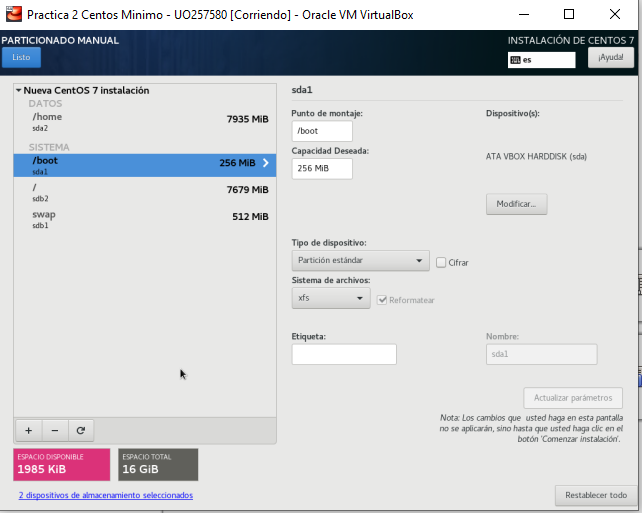 Practica 2 Centos Minimo - UO257580 [Corriendo] - Oracle VM VirtualBox
PARTICIONADO MANUAL
INSTALACIÓN DE CENTOS 7
Listo
es
¡Ayuda!
Nueva CentOS 7 instalación
DATOS
/home
7935 MiB
sda2
SISTEMA
/boot
256 MiB
sda1
/
7679 MiB
sdb2
swap
512 MiB
sdb1
sda1
Punto de montaje:
Dispositivo(s):
/boot
Capacidad Deseada:
ATA VBOX HARDDISK (sda)
256 MiB
Modificar...
Tipo de dispositivo:
Partición estándar
Cifrar
Sistema de archivos:
xfs
Reformatear
Etiqueta:
Nombre:
sda1
Actualizar parámetros
Nota: Los cambios que usted haga en esta pantalla
no se aplicarán, sino hasta que usted haga clic en el
botón 'Comenzar instalación'.
ESPACIO DISPONIBLE
1985 KiB
ESPACIO TOTAL
16 GiB
2 dispositivos de almacenamiento seleccionados
Restablecer todo